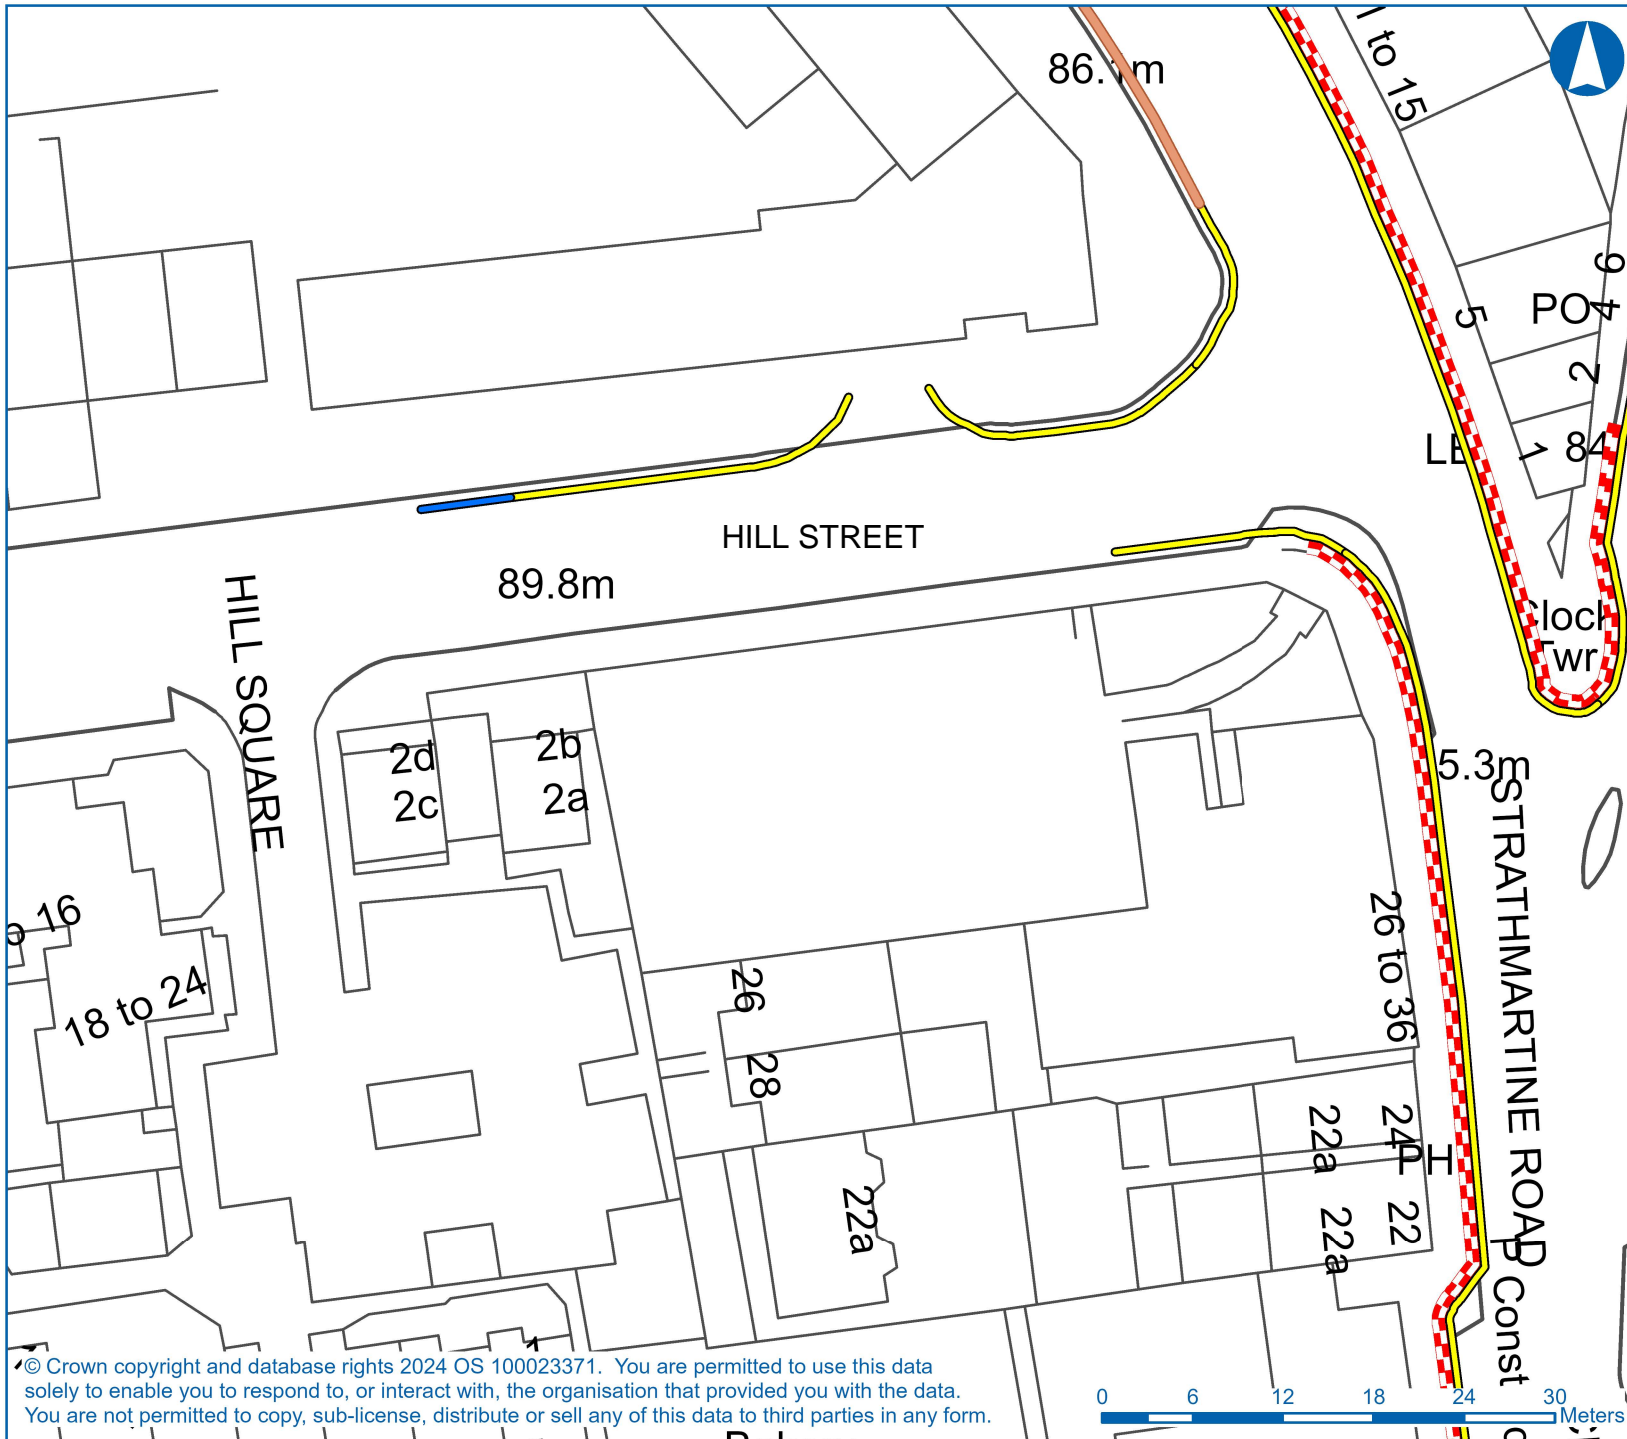 86.1m
to 15
6
PO
4
5
2
1
84
HILL STREET
89.8m
HILL SQUARE
Twr
2d
2b
2c
2a
5.3m
STRATHMARTINE ROAD
16
18 to 24
26
28
26 to 36
22a
24
PH
22a
22a
22
P Const
1
© Crown copyright and database rights 2024 OS 100023371. You are permitted to use this data
solely to enable you to respond to, or interact with, the organisation that provided you with the data.
You are not permitted to copy, sub-license, distribute or sell any of this data to third parties in any form.
0 6 12 18 24 30
Meters